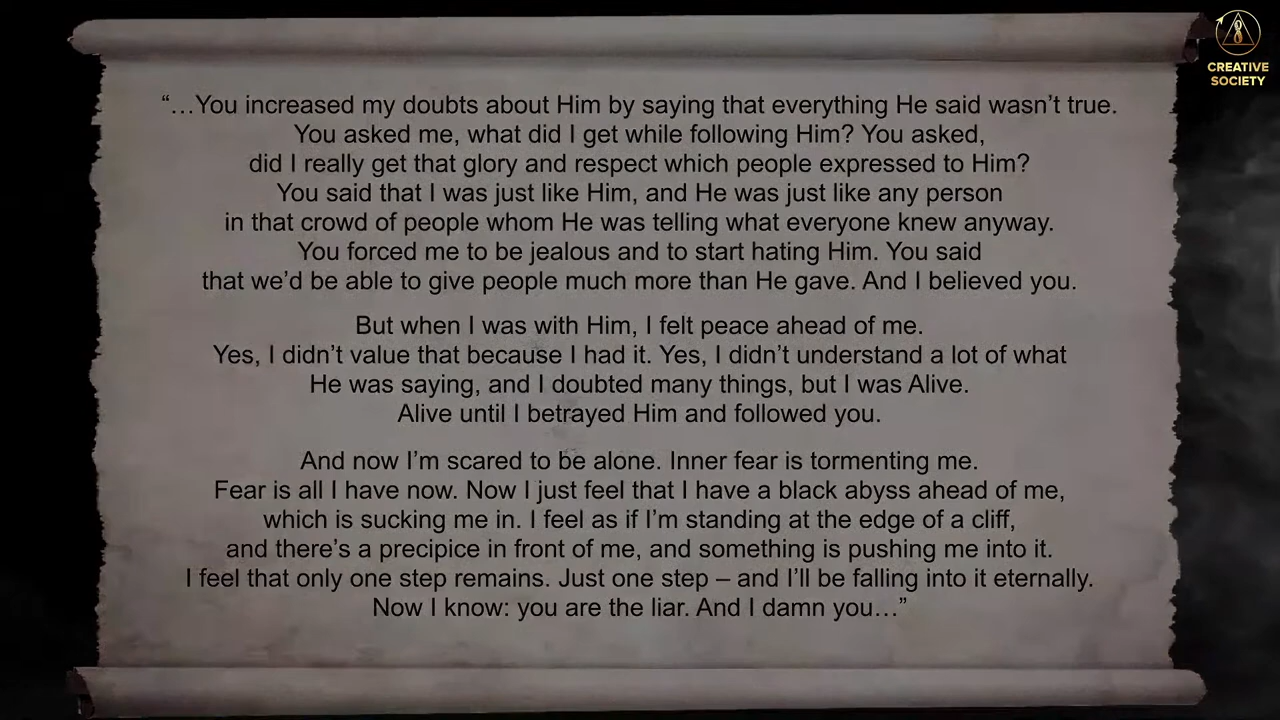 CREATIVE
SOCIETY
“…You increased my doubts about Him by saying that everything He said wasn’t true.
You asked me, what did I get while following Him? You asked,
did I really get that glory and respect which people expressed to Him?
You said that I was just like Him, and He was just like any person
in that crowd of people whom He was telling what everyone knew anyway.
You forced me to be jealous and to start hating Him. You said
that we’d be able to give people much more than He gave. And I believed you.
But when I was with Him, I felt peace ahead of me.
Yes, I didn’t value that because I had it. Yes, I didn’t understand a lot of what
He was saying, and I doubted many things, but I was Alive.
Alive until I betrayed Him and followed you.
And now I’m scared to be alone. Inner fear is tormenting me.
Fear is all I have now. Now I just feel that I have a black abyss ahead of me,
which is sucking me in. I feel as if I’m standing at the edge of a cliff,
and there’s a precipice in front of me, and something is pushing me into it.
I feel that only one step remains. Just one step – and I’ll be falling into it eternally.
Now I know: you are the liar. And I damn you…”